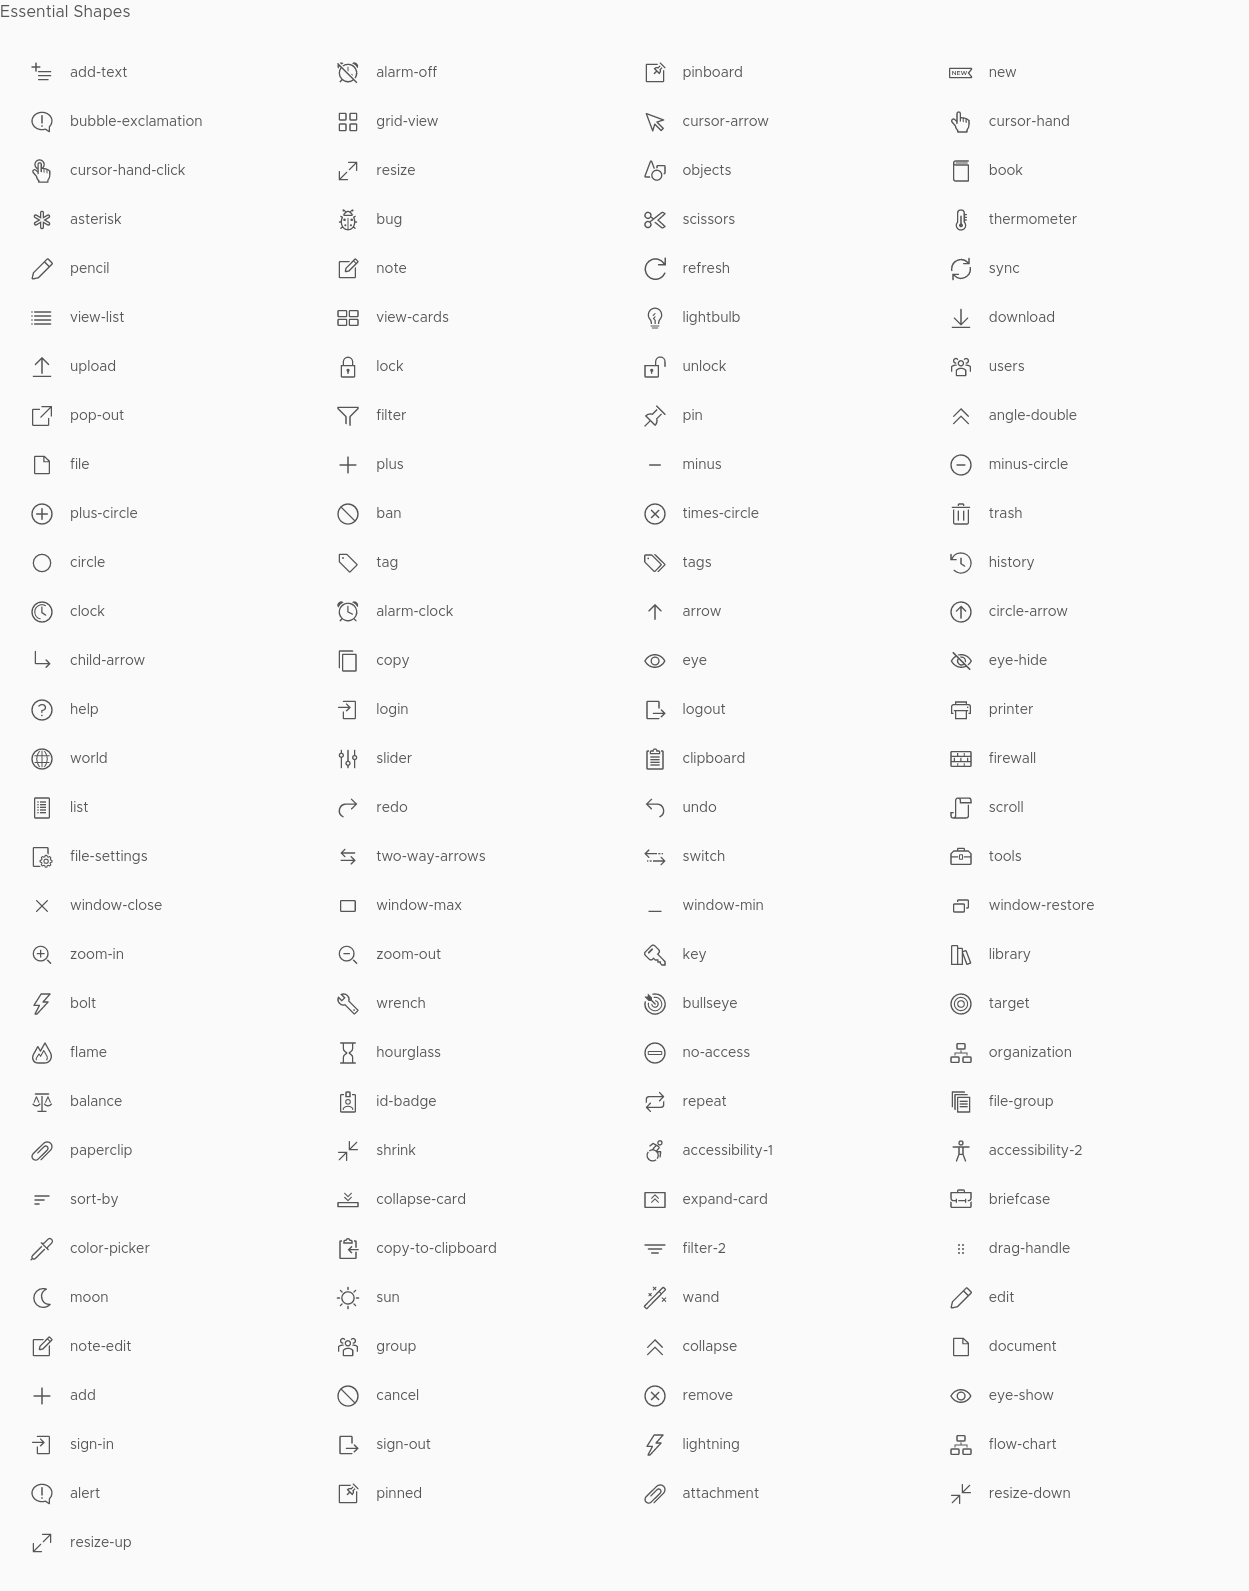 Essential Shapes
add-text alarm-off pinboard NEW new
bubble-exclamation grid-view cursor-arrow cursor-hand
cursor-hand-click resize objects book
asterisk bug scissors thermometer
pencil note refresh sync
view-list view-cards lightbulb download
upload lock unlock users
pop-out filter pin angle-double
file plus minus minus-circle
plus-circle ban times-circle trash
circle tag tags history
clock alarm-clock arrow circle-arrow
child-arrow copy eye eye-hide
help login logout printer
world slider clipboard firewall
list redo undo scroll
file-settings two-way-arrows switch tools
window-close window-max window-min window-restore
zoom-in zoom-out key library
bolt wrench bullseye target
flame hourglass no-access organization
balance id-badge repeat file-group
paperclip shrink accessibility-1 accessibility-2
sort-by collapse-card expand-card briefcase
color-picker copy-to-clipboard filter-2 drag-handle
moon sun wand edit
note-edit group collapse document
add cancel remove eye-show
sign-in sign-out lightning flow-chart
alert pinned attachment resize-down
resize-up